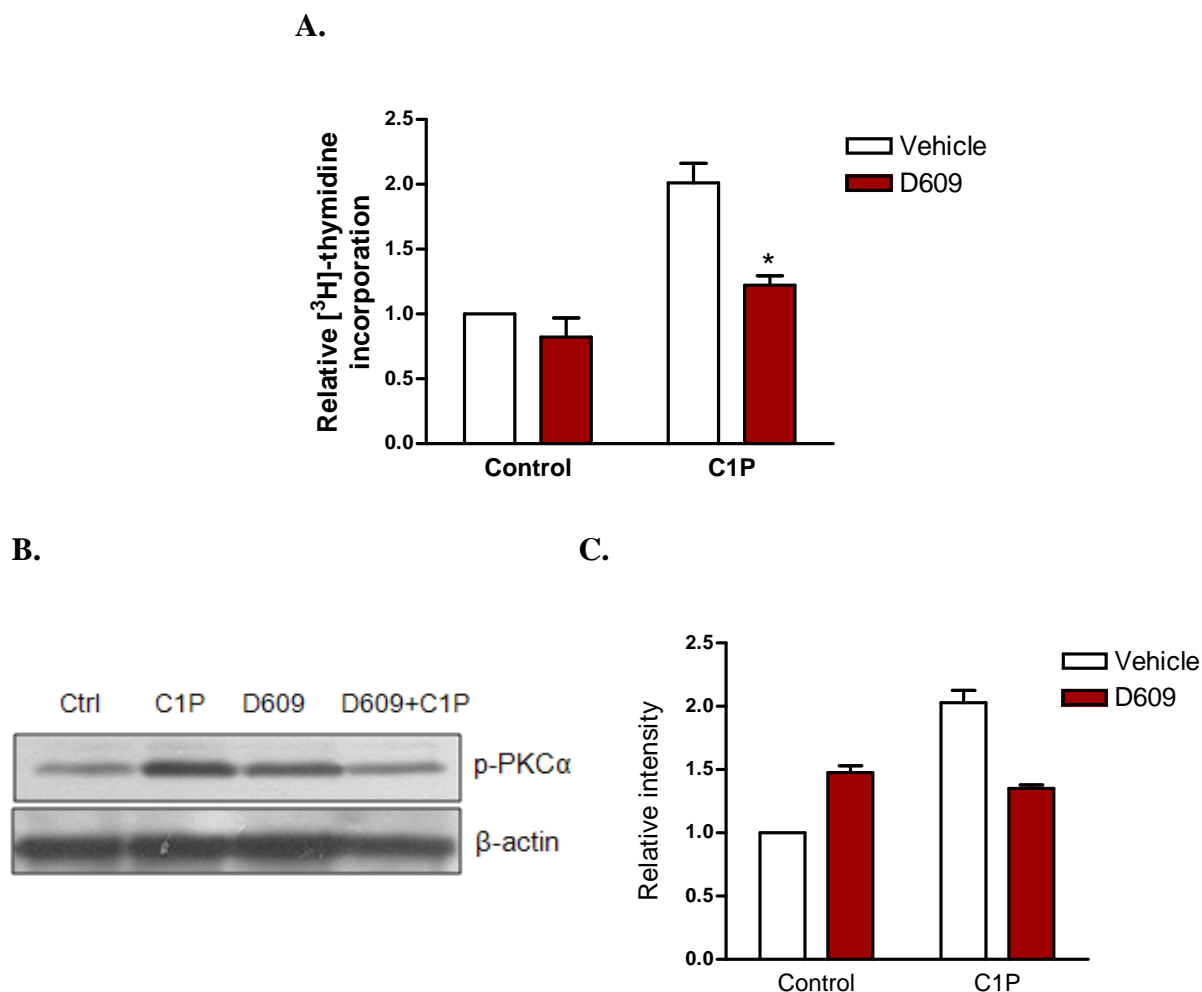 A.
Relative [³H]-thymidine
incorporation
2.5
2.0
1.5
1.0
0.5
0.0
Control
C1P
*
Vehicle
D609
B.
Ctrl C1P D609 D609+C1P
p-PKCα
β-actin
C.
Relative intensity
2.5
2.0
1.5
1.0
0.5
0.0
Control
C1P
Vehicle
D609